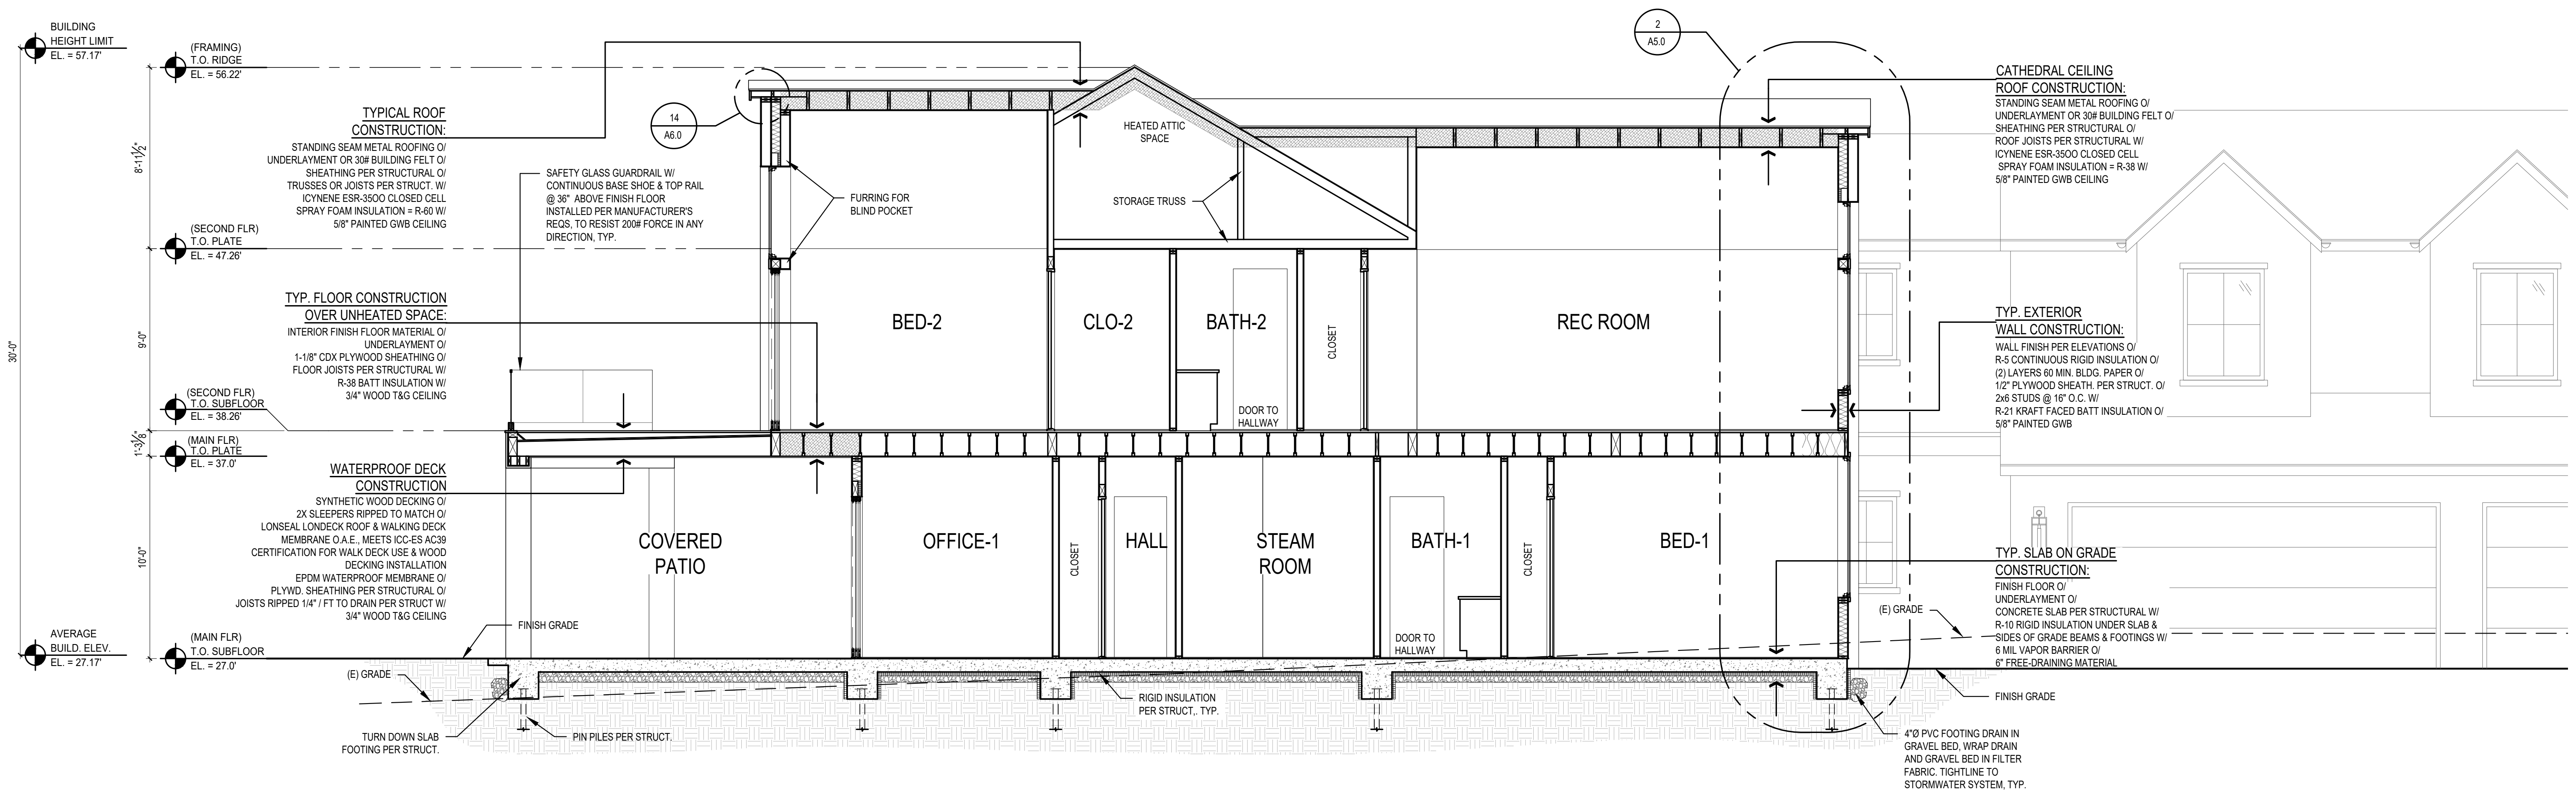 BUILDING
HEIGHT LIMIT
EL. = 57.17'
(FRAMING)
T.O. RIDGE
EL. = 56.22'
(SECOND FLR)
T.O. PLATE
EL. = 47.26'
(SECOND FLR)
T.O. SUBFLOOR
EL. = 38.26'
(MAIN FLR)
T.O. PLATE
EL. = 37.0'
(MAIN FLR)
T.O. SUBFLOOR
EL. = 27.0'
AVERAGE
BUILD. ELEV.
EL. = 27.17'
30'-0"
8'-11½"
9'-0"
1'-3⅛"
10'-0"
TYPICAL ROOF
CONSTRUCTION:
STANDING SEAM METAL ROOFING O/
UNDERLAYMENT OR 30# BUILDING FELT O/
SHEATHING PER STRUCTURAL O/
TRUSSES OR JOISTS PER STRUCT. W/
ICYNENE ESR-35OO CLOSED CELL
SPRAY FOAM INSULATION = R-60 W/
5/8" PAINTED GWB CEILING
TYP. FLOOR CONSTRUCTION
OVER UNHEATED SPACE:
INTERIOR FINISH FLOOR MATERIAL O/
UNDERLAYMENT O/
1-1/8" CDX PLYWOOD SHEATHING O/
FLOOR JOISTS PER STRUCTURAL W/
R-38 BATT INSULATION W/
3/4" WOOD T&G CEILING
WATERPROOF DECK
CONSTRUCTION
SYNTHETIC WOOD DECKING O/
2X SLEEPERS RIPPED TO MATCH O/
LONSEAL LONDECK ROOF & WALKING DECK
MEMBRANE O.A.E., MEETS ICC-ES AC39
CERTIFICATION FOR WALK DECK USE & WOOD
DECKING INSTALLATION
EPDM WATERPROOF MEMBRANE O/
PLYWD. SHEATHING PER STRUCTURAL O/
JOISTS RIPPED 1/4" / FT TO DRAIN PER STRUCT W/
3/4" WOOD T&G CEILING
SAFETY GLASS GUARDRAIL W/
CONTINUOUS BASE SHOE & TOP RAIL
@ 36" ABOVE FINISH FLOOR
INSTALLED PER MANUFACTURER'S
REQS, TO RESIST 200# FORCE IN ANY
DIRECTION, TYP.
14
A6.0
FURRING FOR
BLIND POCKET
HEATED ATTIC
SPACE
STORAGE TRUSS
2
A5.0
BED-2
CLO-2
BATH-2
CLOSET
REC ROOM
DOOR TO
HALLWAY
COVERED
PATIO
OFFICE-1
CLOSET
HALL
STEAM
ROOM
BATH-1
CLOSET
BED-1
DOOR TO
HALLWAY
FINISH GRADE
(E) GRADE
TURN DOWN SLAB
FOOTING PER STRUCT.
PIN PILES PER STRUCT.
RIGID INSULATION
PER STRUCT,. TYP.
CATHEDRAL CEILING
ROOF CONSTRUCTION:
STANDING SEAM METAL ROOFING O/
UNDERLAYMENT OR 30# BUILDING FELT O/
SHEATHING PER STRUCTURAL O/
ROOF JOISTS PER STRUCTURAL W/
ICYNENE ESR-35OO CLOSED CELL
SPRAY FOAM INSULATION = R-38 W/
5/8" PAINTED GWB CEILING
TYP. EXTERIOR
WALL CONSTRUCTION:
WALL FINISH PER ELEVATIONS O/
R-5 CONTINUOUS RIGID INSULATION O/
(2) LAYERS 60 MIN. BLDG. PAPER O/
1/2" PLYWOOD SHEATH. PER STRUCT. O/
2x6 STUDS @ 16" O.C. W/
R-21 KRAFT FACED BATT INSULATION O/
5/8" PAINTED GWB
TYP. SLAB ON GRADE
CONSTRUCTION:
FINISH FLOOR O/
UNDERLAYMENT O/
CONCRETE SLAB PER STRUCTURAL W/
R-10 RIGID INSULATION UNDER SLAB &
SIDES OF GRADE BEAMS & FOOTINGS W/
6 MIL VAPOR BARRIER O/
6" FREE-DRAINING MATERIAL
(E) GRADE
FINISH GRADE
4"Ø PVC FOOTING DRAIN IN
GRAVEL BED, WRAP DRAIN
AND GRAVEL BED IN FILTER
FABRIC. TIGHTLINE TO
STORMWATER SYSTEM, TYP.